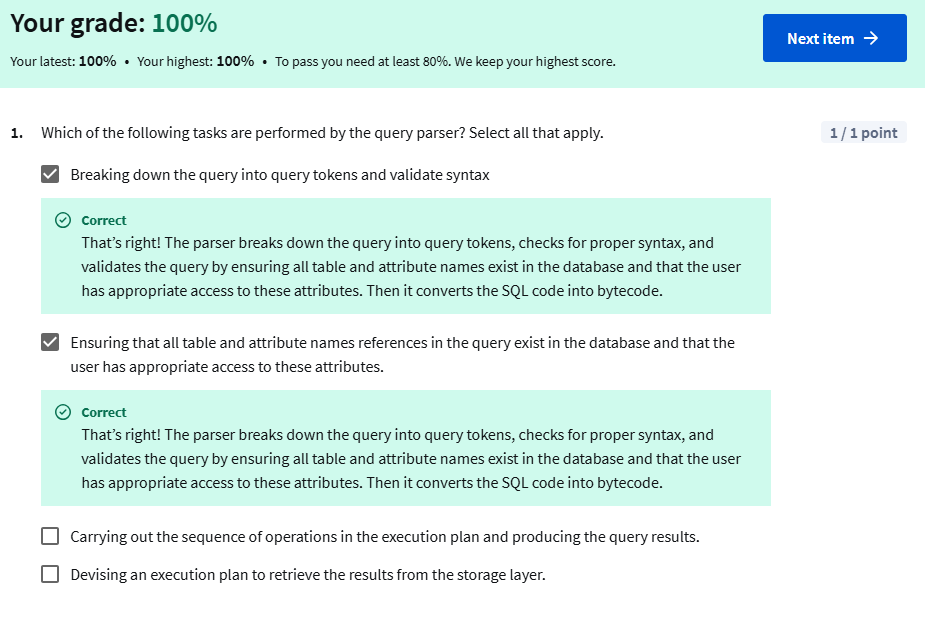 Your grade: 100%
Next item →
Your latest: 100% • Your highest: 100% • To pass you need at least 80%. We keep your highest score.
1. Which of the following tasks are performed by the query parser? Select all that apply.
1 / 1 point
Breaking down the query into query tokens and validate syntax
Correct
That’s right! The parser breaks down the query into query tokens, checks for proper syntax, and
validates the query by ensuring all table and attribute names exist in the database and that the user
has appropriate access to these attributes. Then it converts the SQL code into bytecode.
Ensuring that all table and attribute names references in the query exist in the database and that the
user has appropriate access to these attributes.
Correct
That’s right! The parser breaks down the query into query tokens, checks for proper syntax, and
validates the query by ensuring all table and attribute names exist in the database and that the user
has appropriate access to these attributes. Then it converts the SQL code into bytecode.
Carrying out the sequence of operations in the execution plan and producing the query results.
Devising an execution plan to retrieve the results from the storage layer.